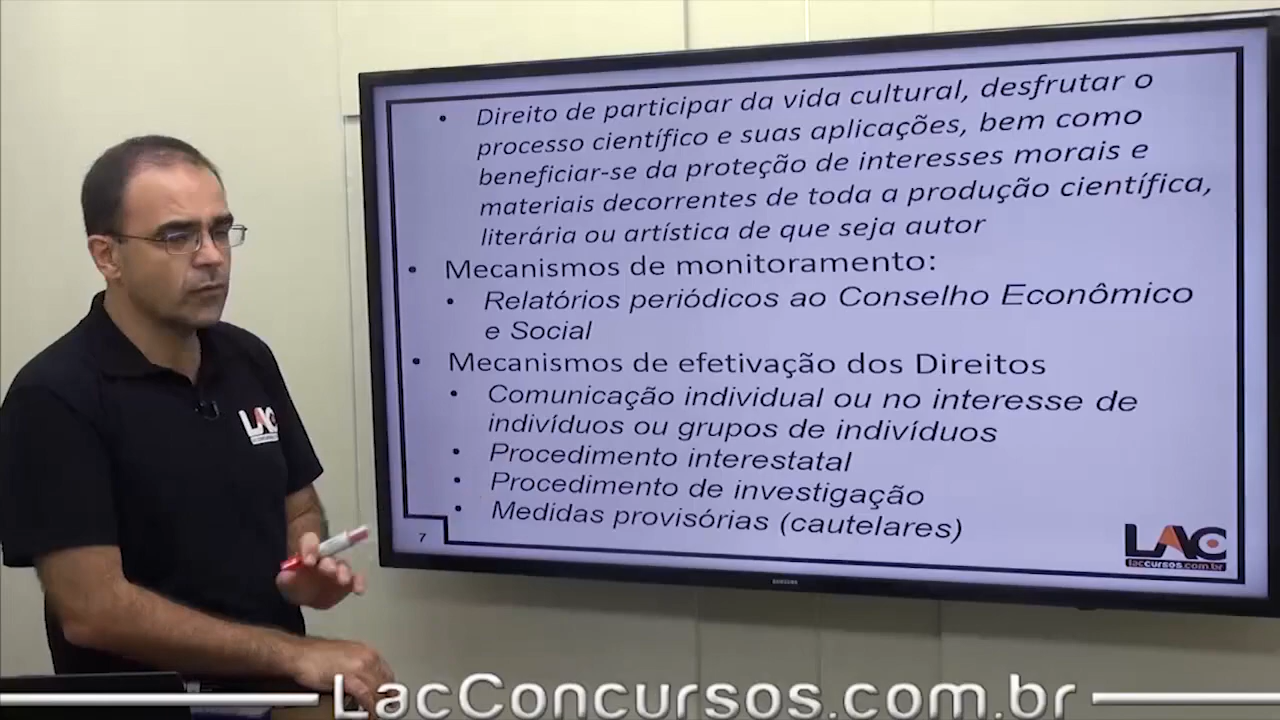 • Direito de participar da vida cultural, desfrutar o
processo científico e suas aplicações, bem como
beneficiar-se da proteção de interesses morais e
materiais decorrentes de toda a produção científica,
literária ou artística de que seja autor
• Mecanismos de monitoramento:
• Relatórios periódicos ao Conselho Econômico
e Social
• Mecanismos de efetivação dos Direitos
• Comunicação individual ou no interesse de
indivíduos ou grupos de indivíduos
• Procedimento interestatal
• Procedimento de investigação
• Medidas provisórias (cautelares)
7
LAC
laccursos.com.br
SAMSUNG
LAC
LacConcursos.com.br